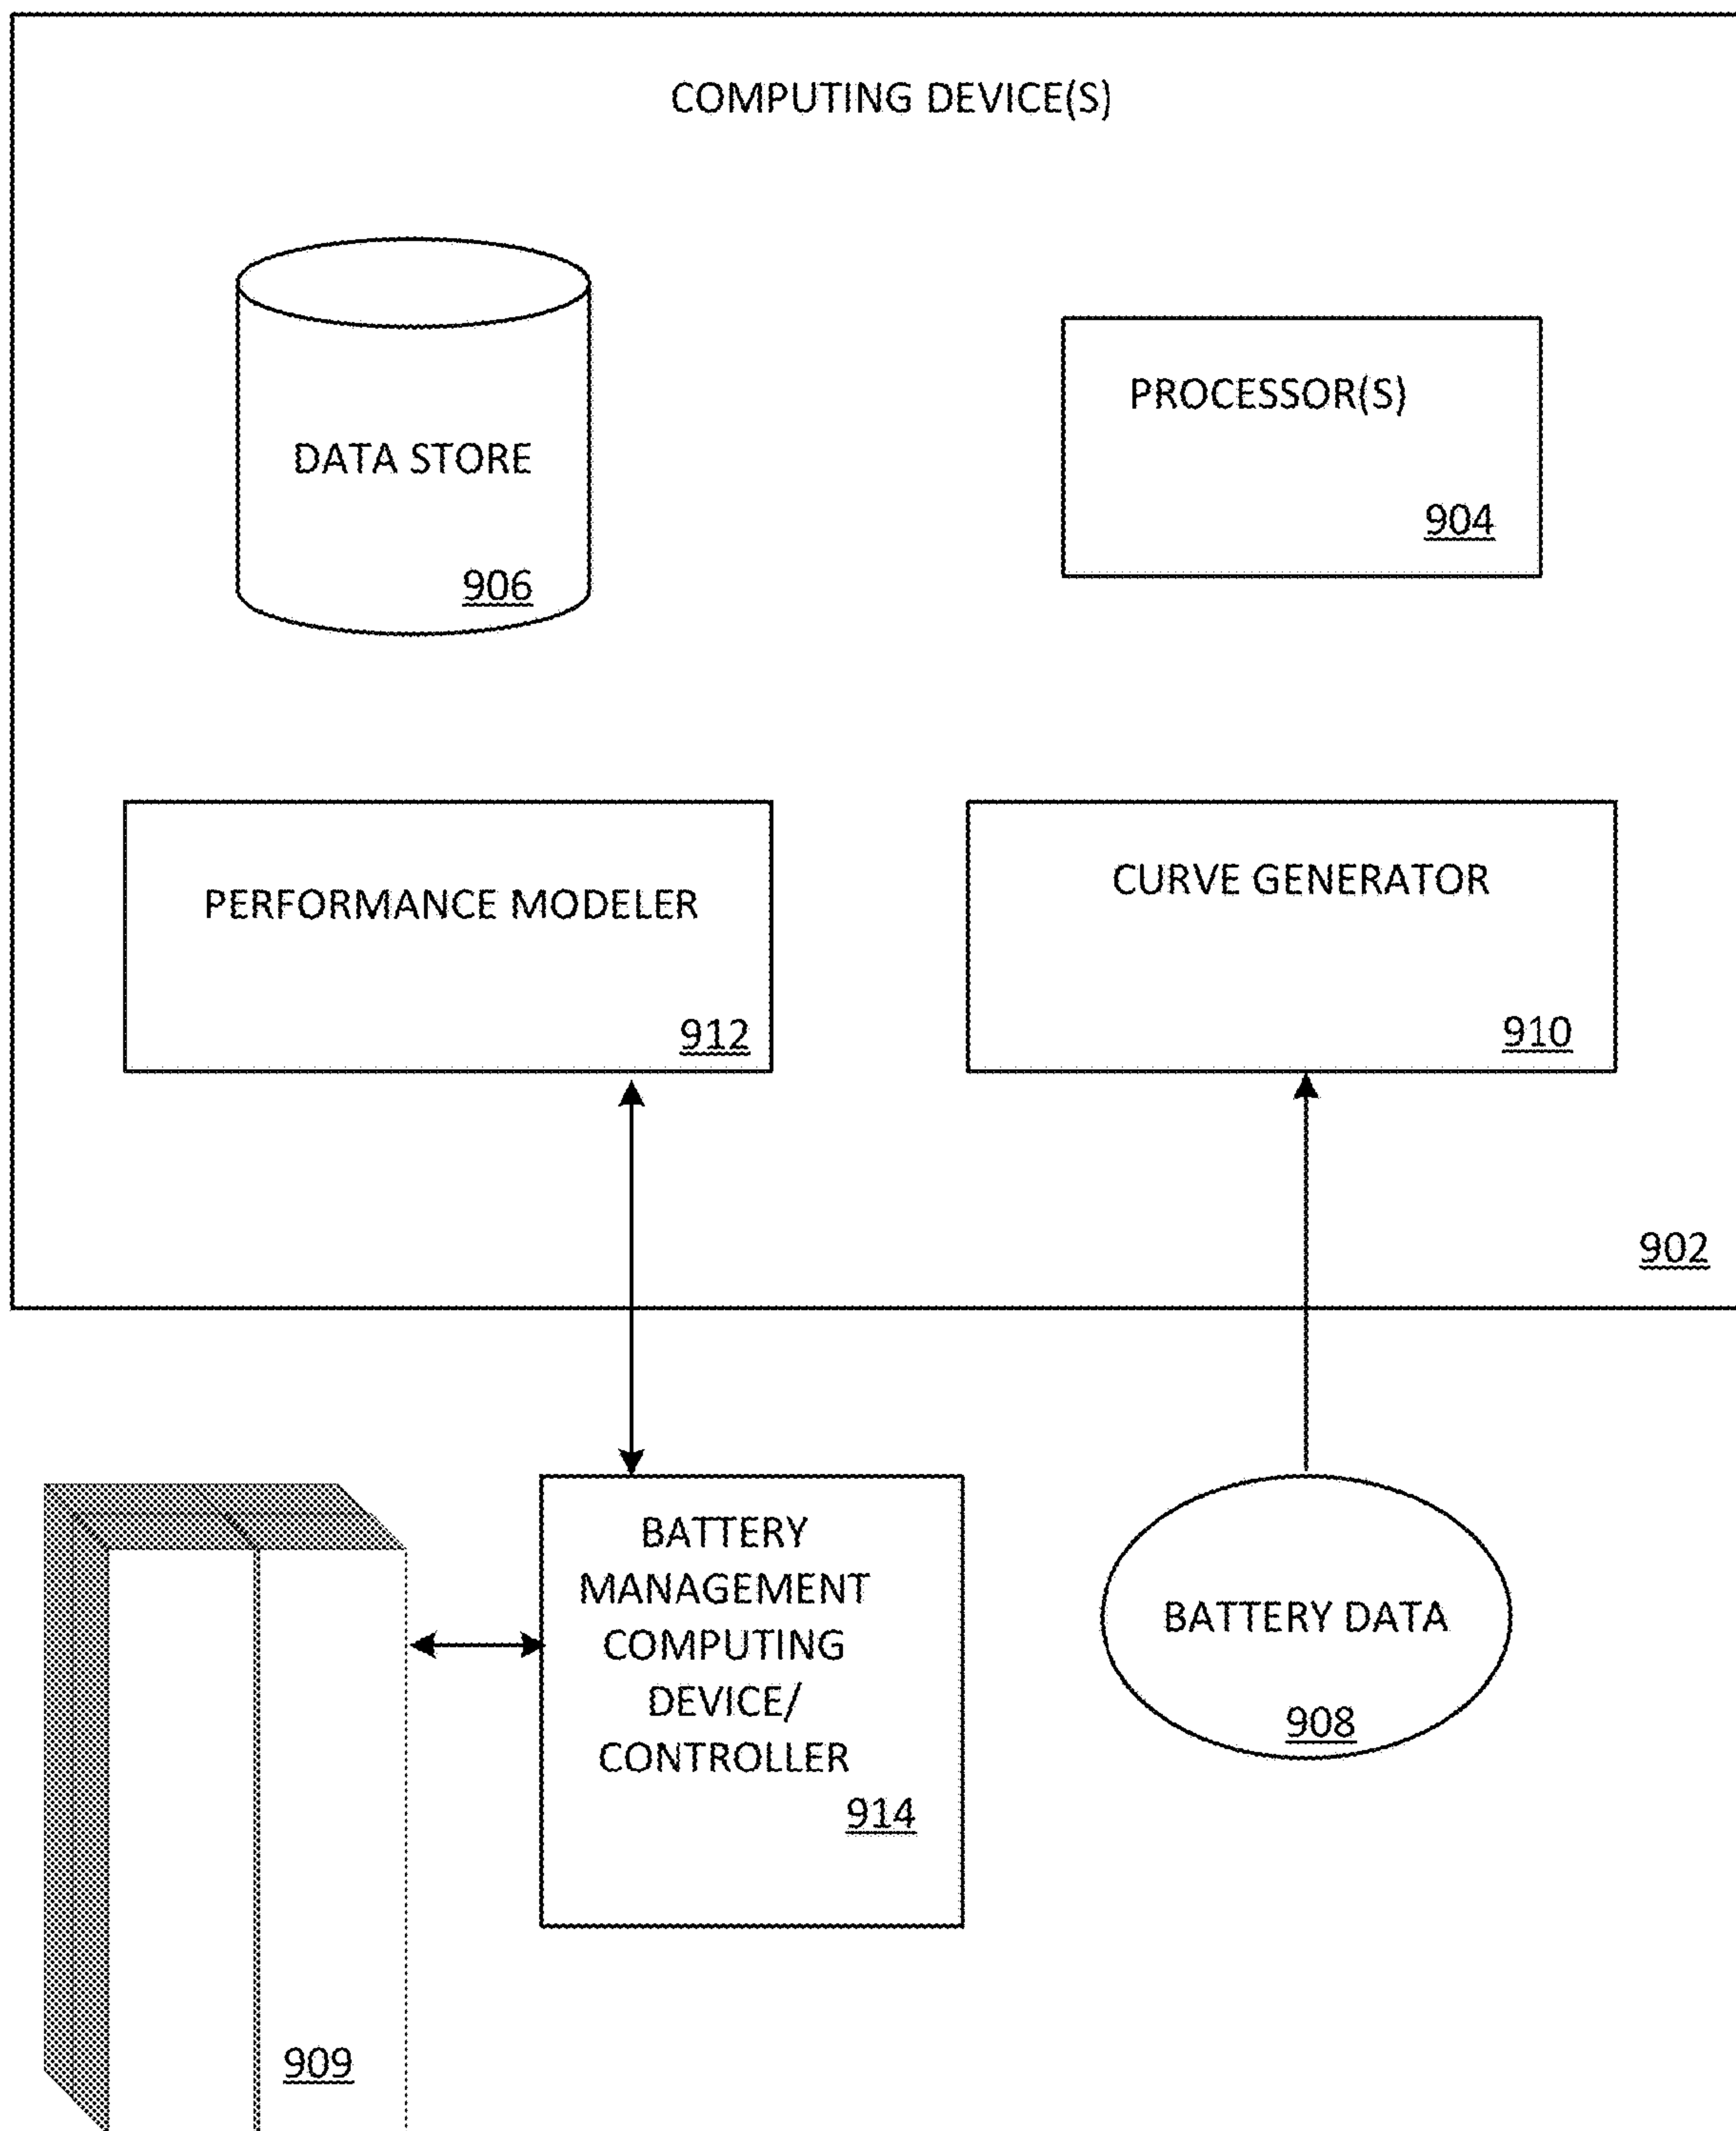 COMPUTING DEVICE(S)
DATA STORE
906
PROCESSOR(S)
904
PERFORMANCE MODELER
912
CURVE GENERATOR
910
902
BATTERY
MANAGEMENT
COMPUTING
DEVICE/
CONTROLLER
914
BATTERY DATA
908
909